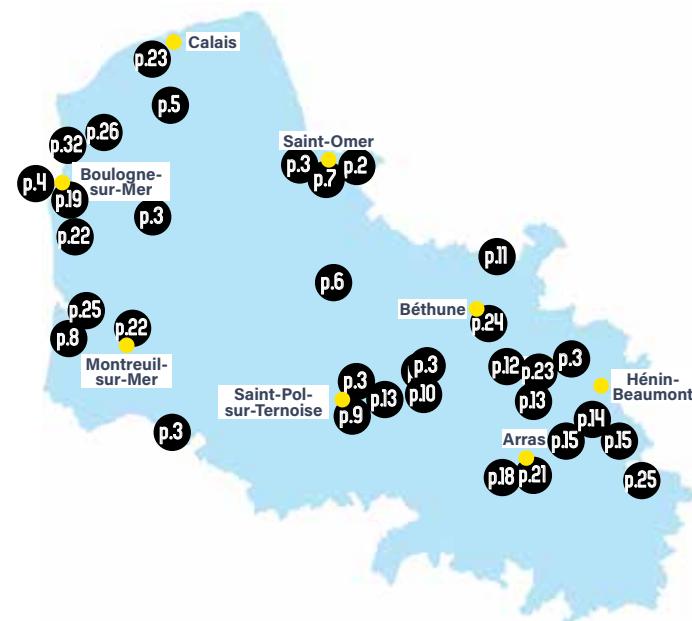 Calais
p.23
p.5
p.26
p.32
Saint-Omer
p.3
p.7
p.2
Boulogne-
sur-Mer
p.4
p.19
p.3
p.22
p.11
p.6
p.25
p.8
p.22
Montreuil-
sur-Mer
Béthune
p.24
p.12
p.23
p.3
p.13
Hénin-
Beaumont
p.3
p.10
p.3
p.13
Saint-Pol-
sur-Ternoise
p.9
p.3
p.14
p.15
p.15
Arras
p.18
p.21
p.25